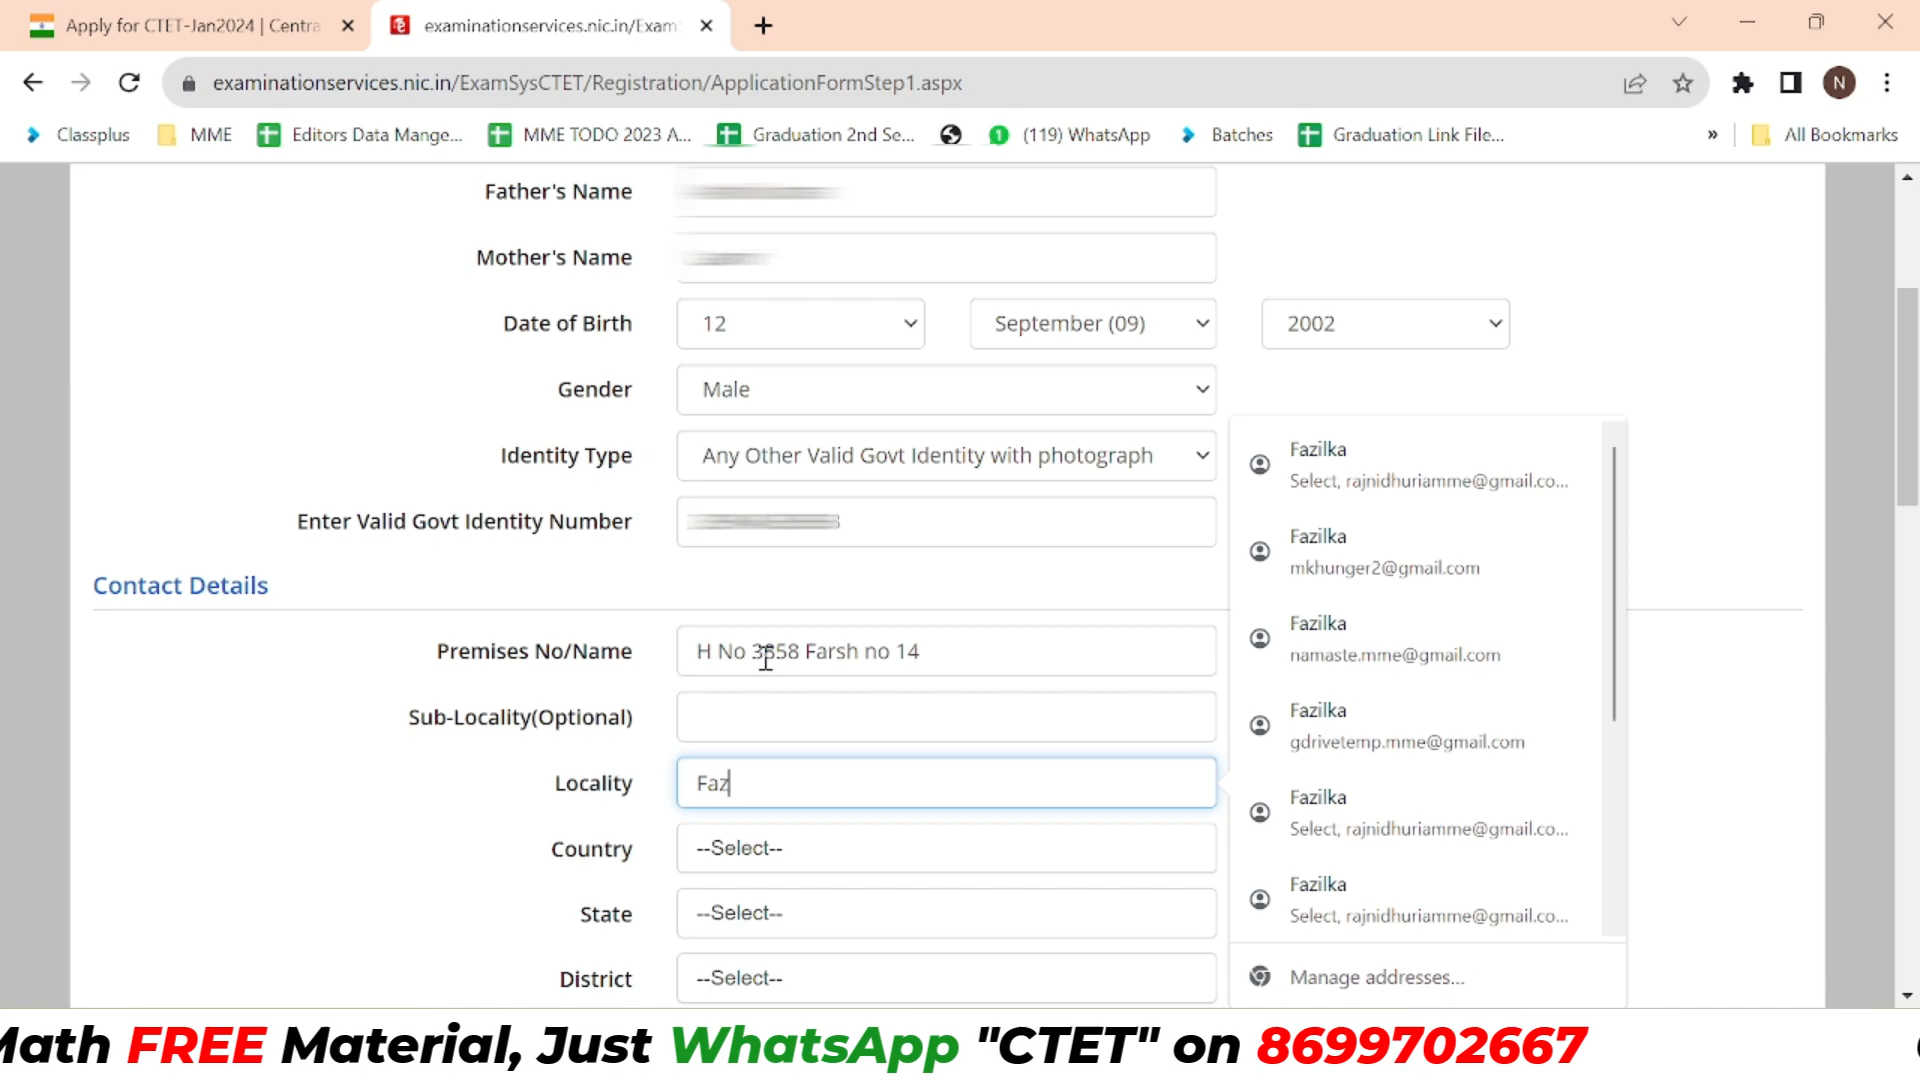 Apply for CTET-Jan2024 | Centra
examinationservices.nic.in/Exam
examinationservices.nic.in/ExamSysCTET/Registration/ApplicationFormStep1.aspx
N
Classplus
MME
Editors Data Mange...
MME TODO 2023 A...
Graduation 2nd Se...
1
(119) WhatsApp
Batches
Graduation Link File...
»
All Bookmarks
Father's Name
Mother's Name
Date of Birth
12
September (09)
2002
Gender
Male
Identity Type
Any Other Valid Govt Identity with photograph
Enter Valid Govt Identity Number
Contact Details
Premises No/Name
H No 3858 Farsh no 14
Sub-Locality(Optional)
Locality
Faz
Country
--Select--
State
--Select--
District
--Select--
Fazilka
Select, rajnidhuriamme@gmail.co...
Fazilka
mkhunger2@gmail.com
Fazilka
namaste.mme@gmail.com
Fazilka
gdrivetemp.mme@gmail.com
Fazilka
Select, rajnidhuriamme@gmail.co...
Fazilka
Select, rajnidhuriamme@gmail.co...
Manage addresses...
Math FREE Material, Just WhatsApp "CTET" on 8699702667